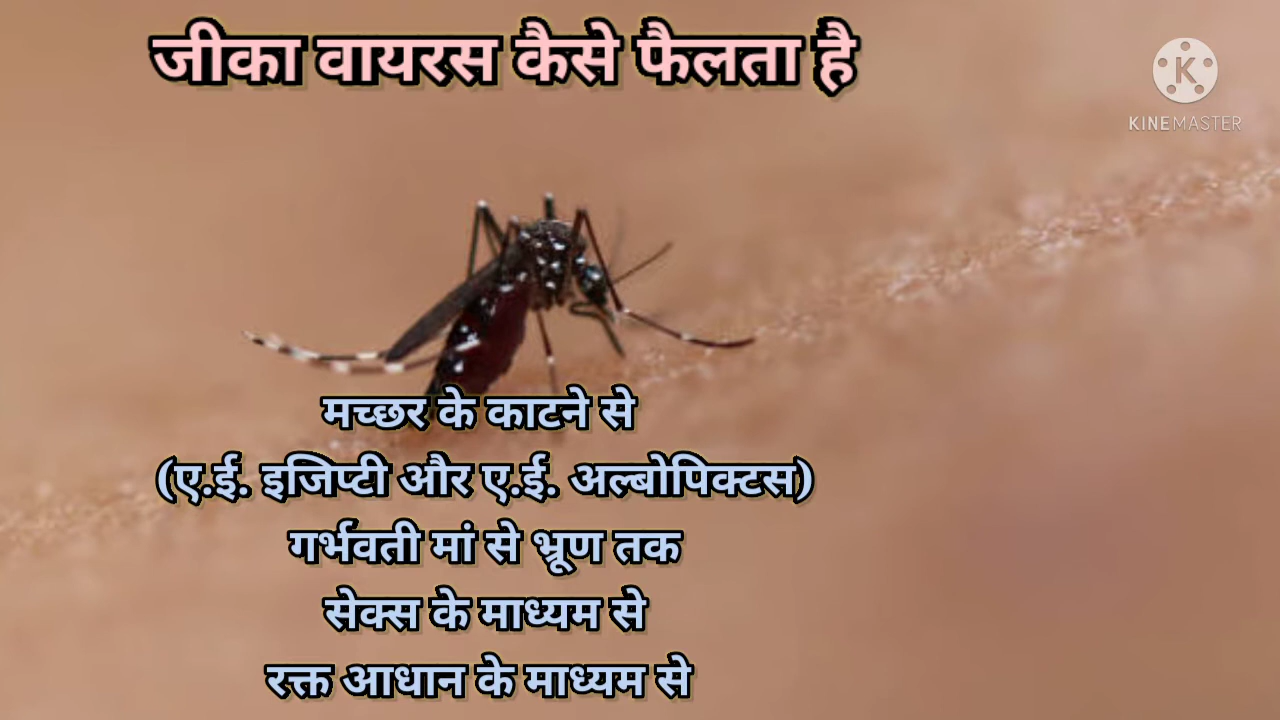 जीका वायरस कैसे फैलता है
K
KINEMASTER
मच्छर के काटने से
(ए.ई. इजिप्टी और ए.ई. अल्बोपिक्टस)
गर्भवती मां से भ्रूण तक
सेक्स के माध्यम से
रक्त आधान के माध्यम से